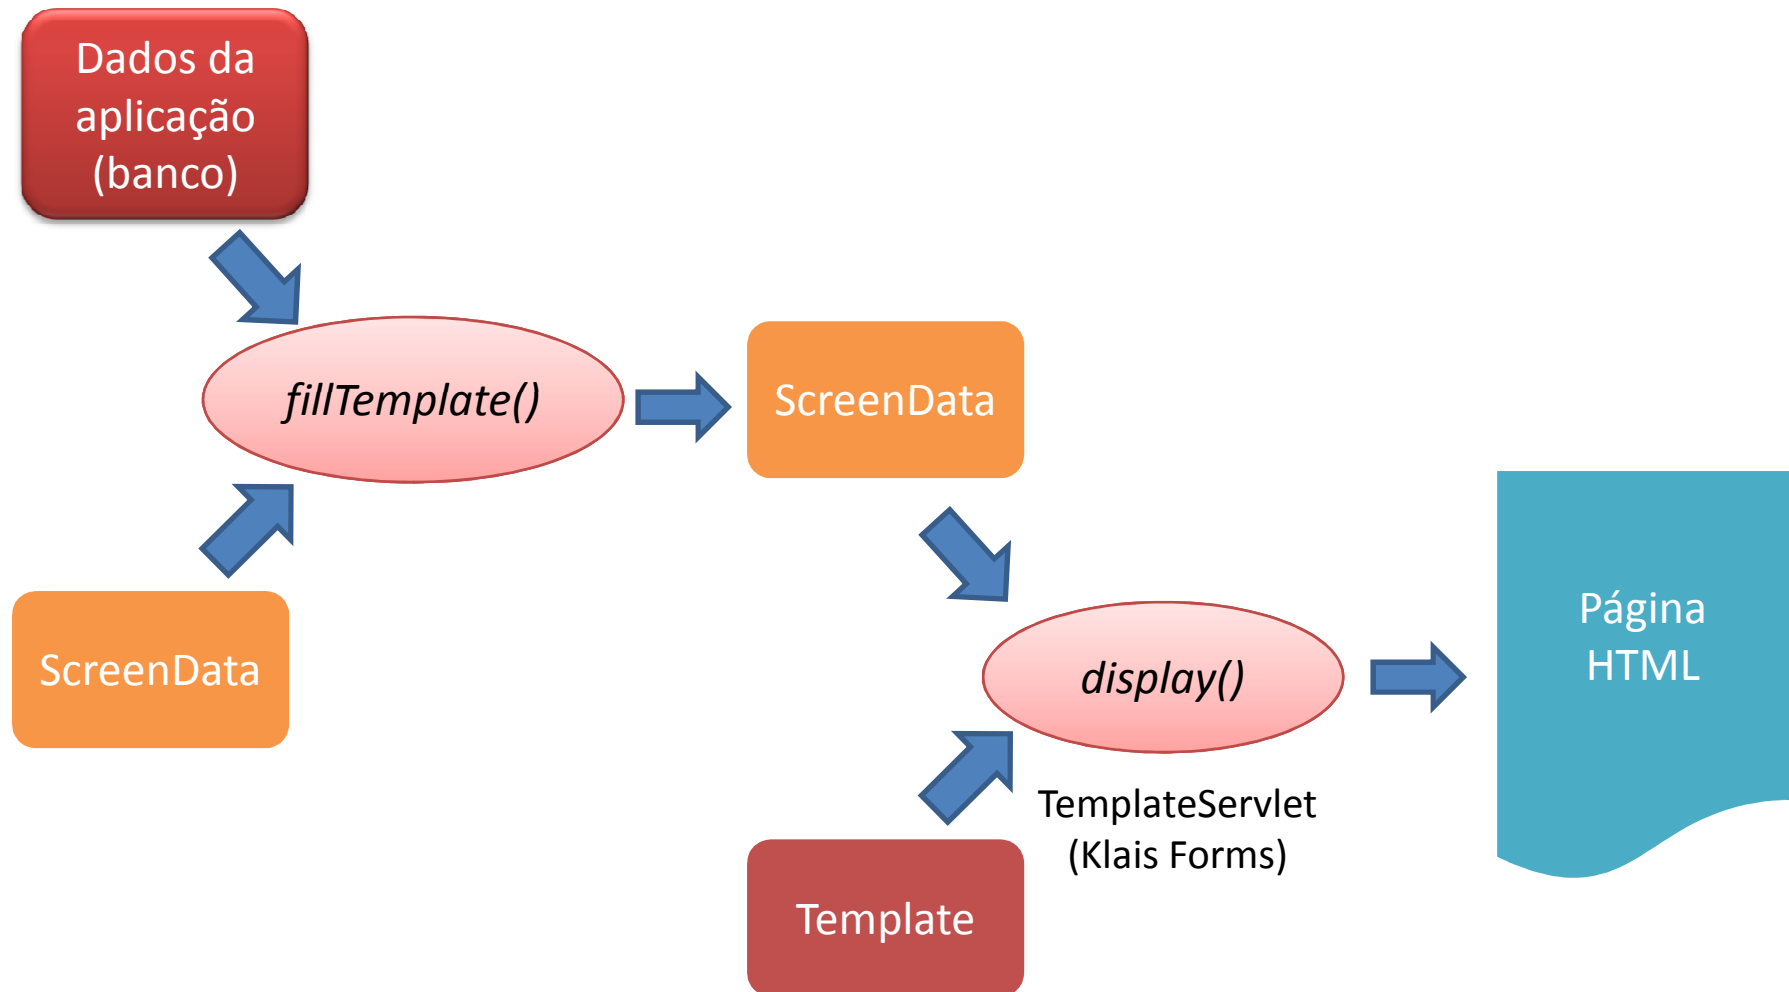 Dados da
aplicação
(banco)
fillTemplate()
ScreenData
ScreenData
display()
Página
HTML
TemplateServlet
(Klais Forms)
Template